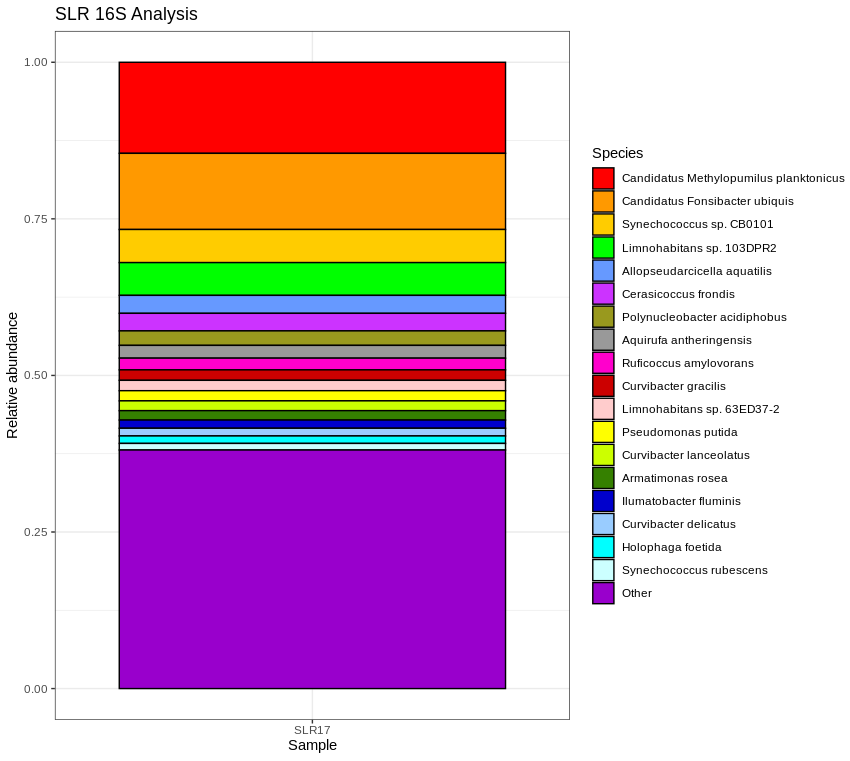 SLR 16S Analysis
1.00
0.75
0.50
0.25
0.00
Relative abundance
SLR17
Sample
Species
Candidatus Methylopumilus planktonicus
Candidatus Fonsibacter ubiquis
Synechococcus sp. CB0101
Limnohabitans sp. 103DPR2
Allopseudarcicella aquatilis
Cerasicoccus frondis
Polynucleobacter acidiphobus
Aquirufa antheringensis
Ruficoccus amylovorans
Curvibacter gracilis
Limnohabitans sp. 63ED37-2
Pseudomonas putida
Curvibacter lanceolatus
Armatimonas rosea
Ilumatobacter fluminis
Curvibacter delicatus
Holophaga foetida
Synechococcus rubescens
Other